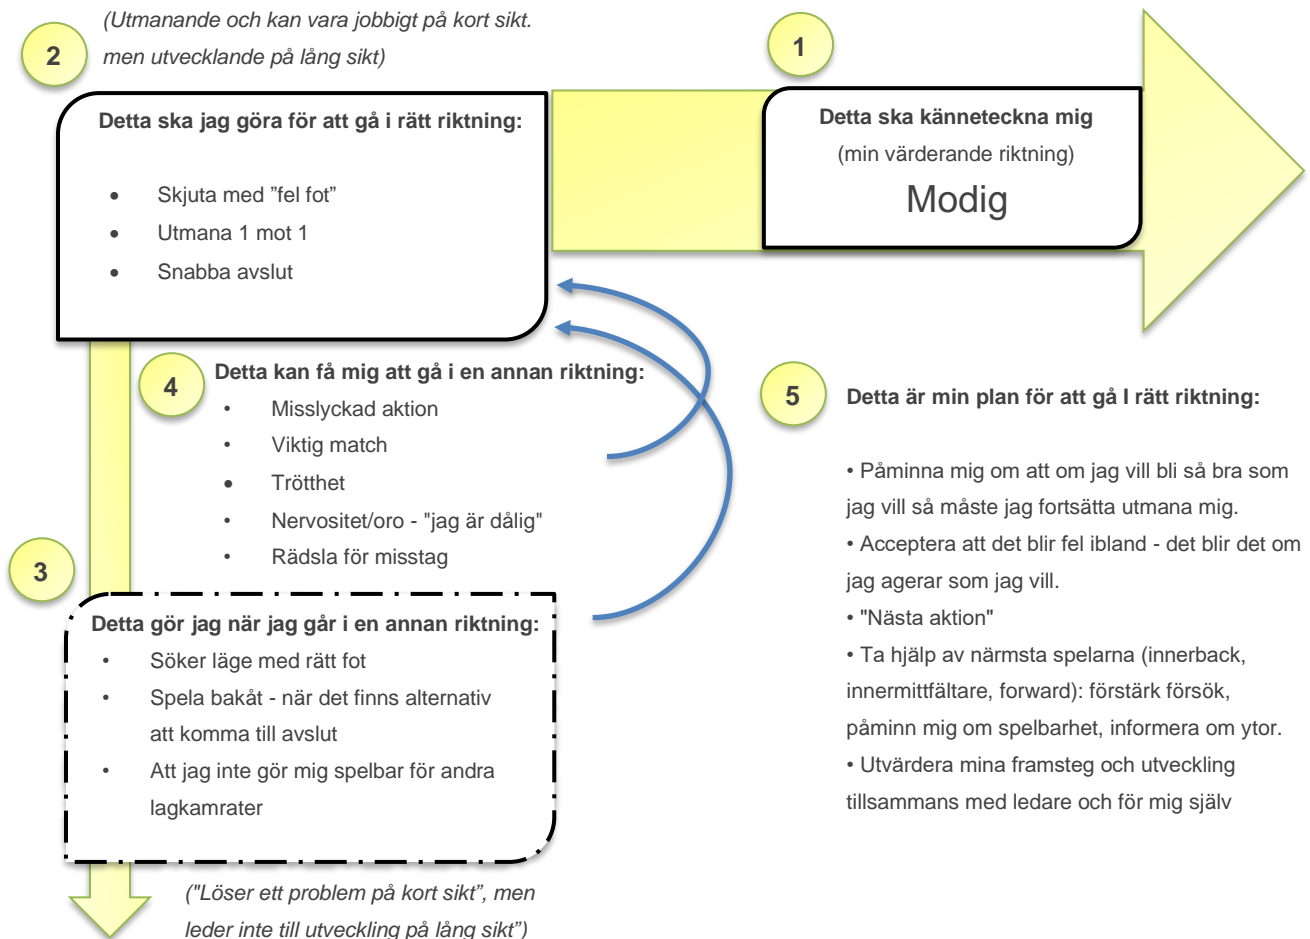 1
Detta ska känneteckna mig
(min värderande riktning)
Modig
2
(Utmanande och kan vara jobbigt på kort sikt.
men utvecklande på lång sikt)
Detta ska jag göra för att gå i rätt riktning:
• Skjuta med ”fel fot”
• Utmana 1 mot 1
• Snabba avslut
4
Detta kan få mig att gå i en annan riktning:
• Misslyckad aktion
• Viktig match
• Trötthet
• Nervositet/oro - "jag är dålig"
• Rädsla för misstag
3
Detta gör jag när jag går i en annan riktning:
• Söker läge med rätt fot
• Spela bakåt - när det finns alternativ
att komma till avslut
• Att jag inte gör mig spelbar för andra
lagkamrater
("Löser ett problem på kort sikt”, men
leder inte till utveckling på lång sikt”)
5
Detta är min plan för att gå I rätt riktning:
• Påminna mig om att om jag vill bli så bra som
jag vill så måste jag fortsätta utmana mig.
• Acceptera att det blir fel ibland - det blir det om
jag agerar som jag vill.
• "Nästa aktion"
• Ta hjälp av närmsta spelarna (innerback,
innermittfältare, forward): förstärk försök,
påminn mig om spelbarhet, informera om ytor.
• Utvärdera mina framsteg och utveckling
tillsammans med ledare och för mig själv